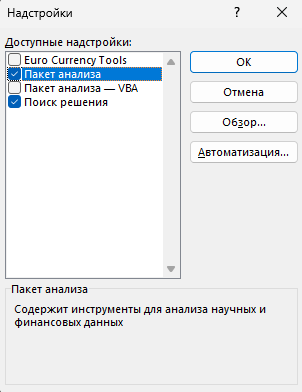 Надстройки
?
Доступные надстройки:
Euro Currency Tools
Пакет анализа
Пакет анализа — VBA
Поиск решения
ОК
Отмена
Обзор...
Автоматизация...
Пакет анализа
Содержит инструменты для анализа научных и
финансовых данных